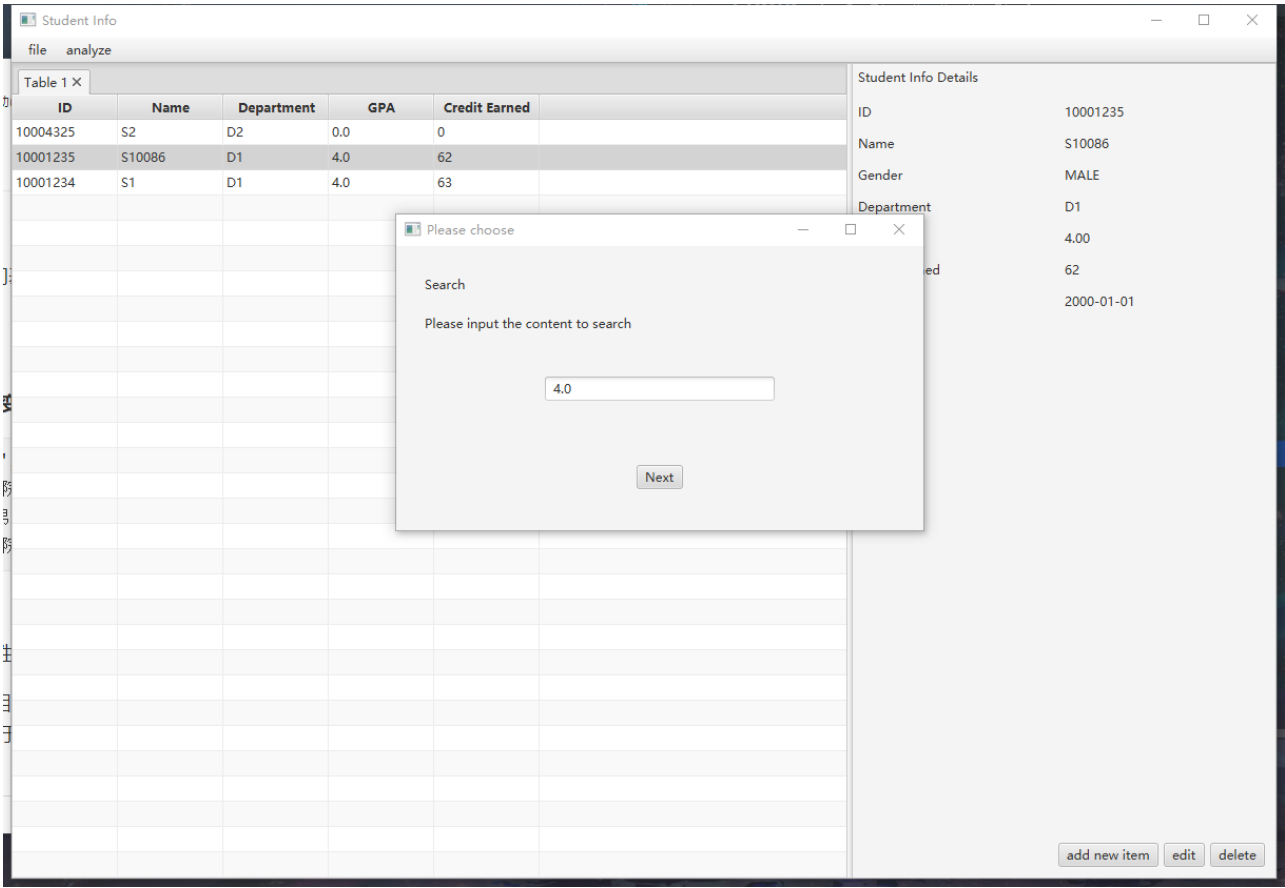 Student Info
file analyze
Table 1
ID Name Department GPA Credit Earned
10004325 S2 D2 0.0 0
10001235 S10086 D1 4.0 62
10001234 S1 D1 4.0 63
Student Info Details
ID 10001235
Name S10086
Gender MALE
Department D1
4.00
62
2000-01-01
Please choose
Search
Please input the content to search
4.0
Next
add new item edit delete